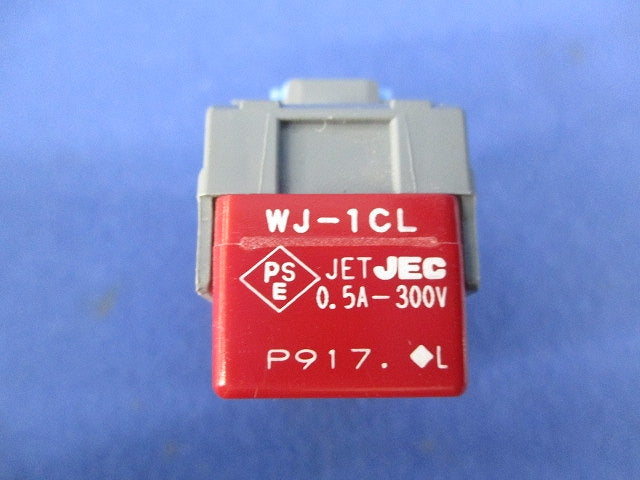 WJ-1CL
PS
E
JET JEC
0.5A-300V
P917. ◆L